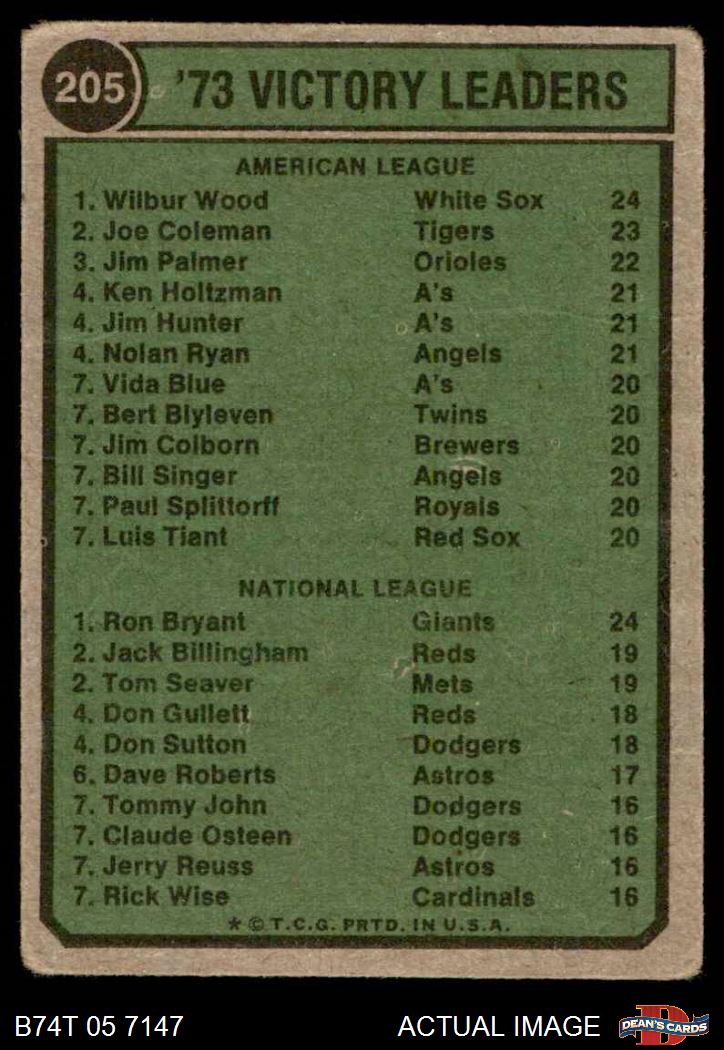 205 '73 VICTORY LEADERS
AMERICAN LEAGUE
1. Wilbur Wood White Sox 24
2. Joe Coleman Tigers 23
3. Jim Palmer Orioles 22
4. Ken Holtzman A's 21
4. Jim Hunter A's 21
4. Nolan Ryan Angels 21
7. Vida Blue A's 20
7. Bert Blyleven Twins 20
7. Jim Colborn Brewers 20
7. Bill Singer Angels 20
7. Paul Splittorff Royals 20
7. Luis Tiant Red Sox 20
NATIONAL LEAGUE
1. Ron Bryant Giants 24
2. Jack Billingham Reds 19
2. Tom Seaver Mets 19
4. Don Gullett Reds 18
4. Don Sutton Dodgers 18
6. Dave Roberts Astros 17
7. Tommy John Dodgers 16
7. Claude Osteen Dodgers 16
7. Jerry Reuss Astros 16
7. Rick Wise Cardinals 16
* © T.C.G. PRTD. IN U.S.A.
B74T 05 7147 ACTUAL IMAGE D DEAN'S CARDS